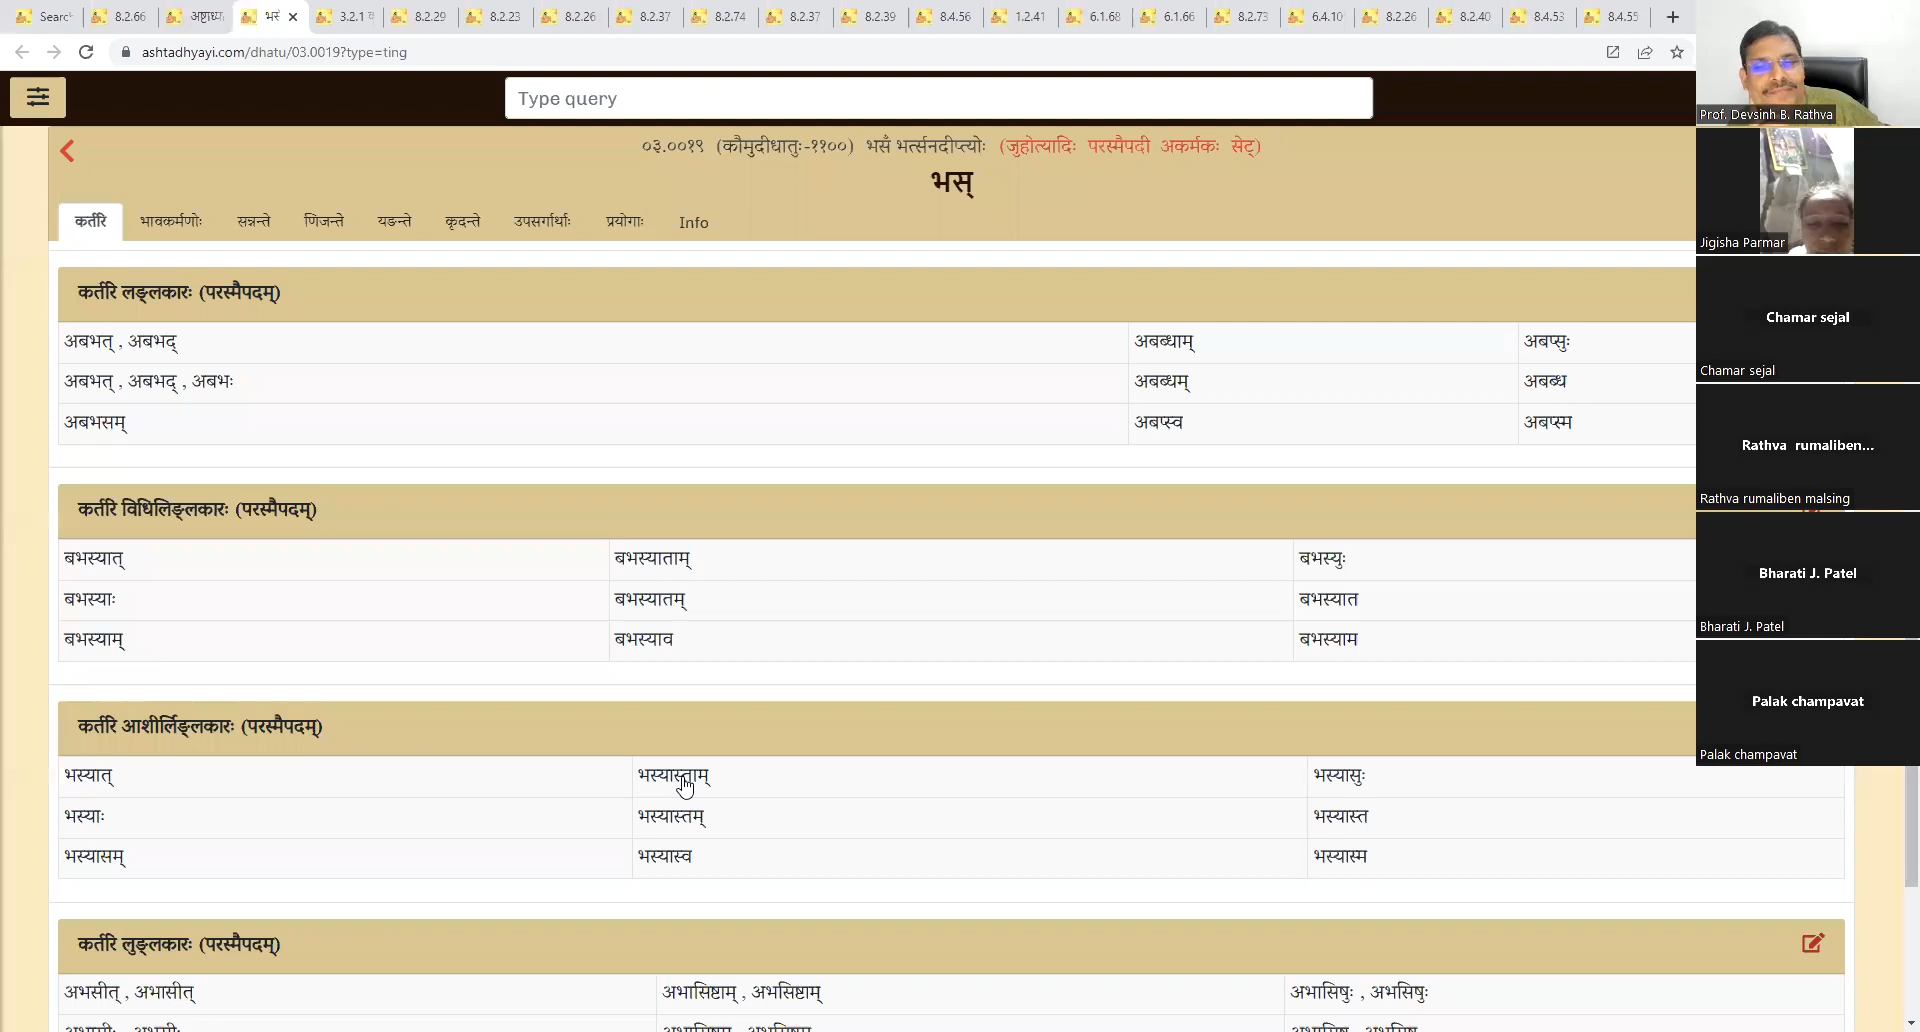 Searc 8.2.66 अष्टाध्या भस् 3.2.1 8.2.29 8.2.23 8.2.26 8.2.37 8.2.74 8.2.37 8.2.39 8.4.56 1.2.41 6.1.68 6.1.66 8.2.73 6.4.10 8.2.26 8.2.40 8.4.53 8.4.55
ashtadhyayi.com/dhatu/03.0019?type=ting
Type query
०३.००१९ (कौमुदीधातुः-११००) भसँ भर्त्सनदीप्त्योः (जुहोत्यादिः परस्मैपदी अकर्मकः सेट्)
भस्
कर्तरि भावकर्मणोः सन्नन्ते णिजन्ते यङन्ते कृदन्ते उपसर्गार्थाः प्रयोगाः Info
कर्तरि लङ्लकारः (परस्मैपदम्)
अबभत् , अबभद् अबब्धाम् अबप्सुः
अबभत् , अबभद् , अबभः अबब्धम् अबब्ध
अबभसम् अबप्स्व अबप्स्म
कर्तरि विधिलिङ्लकारः (परस्मैपदम्)
बभस्यात् बभस्याताम् बभस्युः
बभस्याः बभस्यातम् बभस्यात
बभस्याम् बभस्याव बभस्याम
कर्तरि आशीर्लिङ्लकारः (परस्मैपदम्)
भस्यात् भस्यास्ताम् भस्यासुः
भस्याः भस्यास्तम् भस्यास्त
भस्यासम् भस्यास्व भस्यास्म
कर्तरि लुङ्लकारः (परस्मैपदम्)
अभसीत् , अभासीत् अभासिष्टाम् , अभसिष्टाम् अभासिषुः , अभसिषुः
Prof. Devsinh B. Rathva
Jigisha Parmar
Chamar sejal
Chamar sejal
Rathva rumaliben...
Rathva rumaliben malsing
Bharati J. Patel
Bharati J. Patel
Palak champavat
Palak champavat